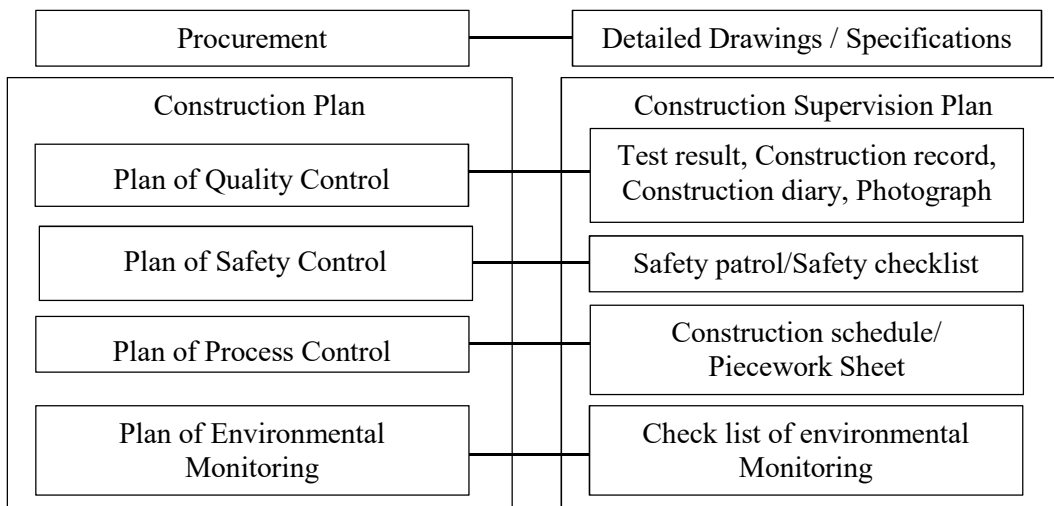 Procurement
Detailed Drawings / Specifications
Construction Plan
Construction Supervision Plan
Plan of Quality Control
Test result, Construction record,
Construction diary, Photograph
Plan of Safety Control
Safety patrol/Safety checklist
Plan of Process Control
Construction schedule/
Piecework Sheet
Plan of Environmental
Monitoring
Check list of environmental
Monitoring